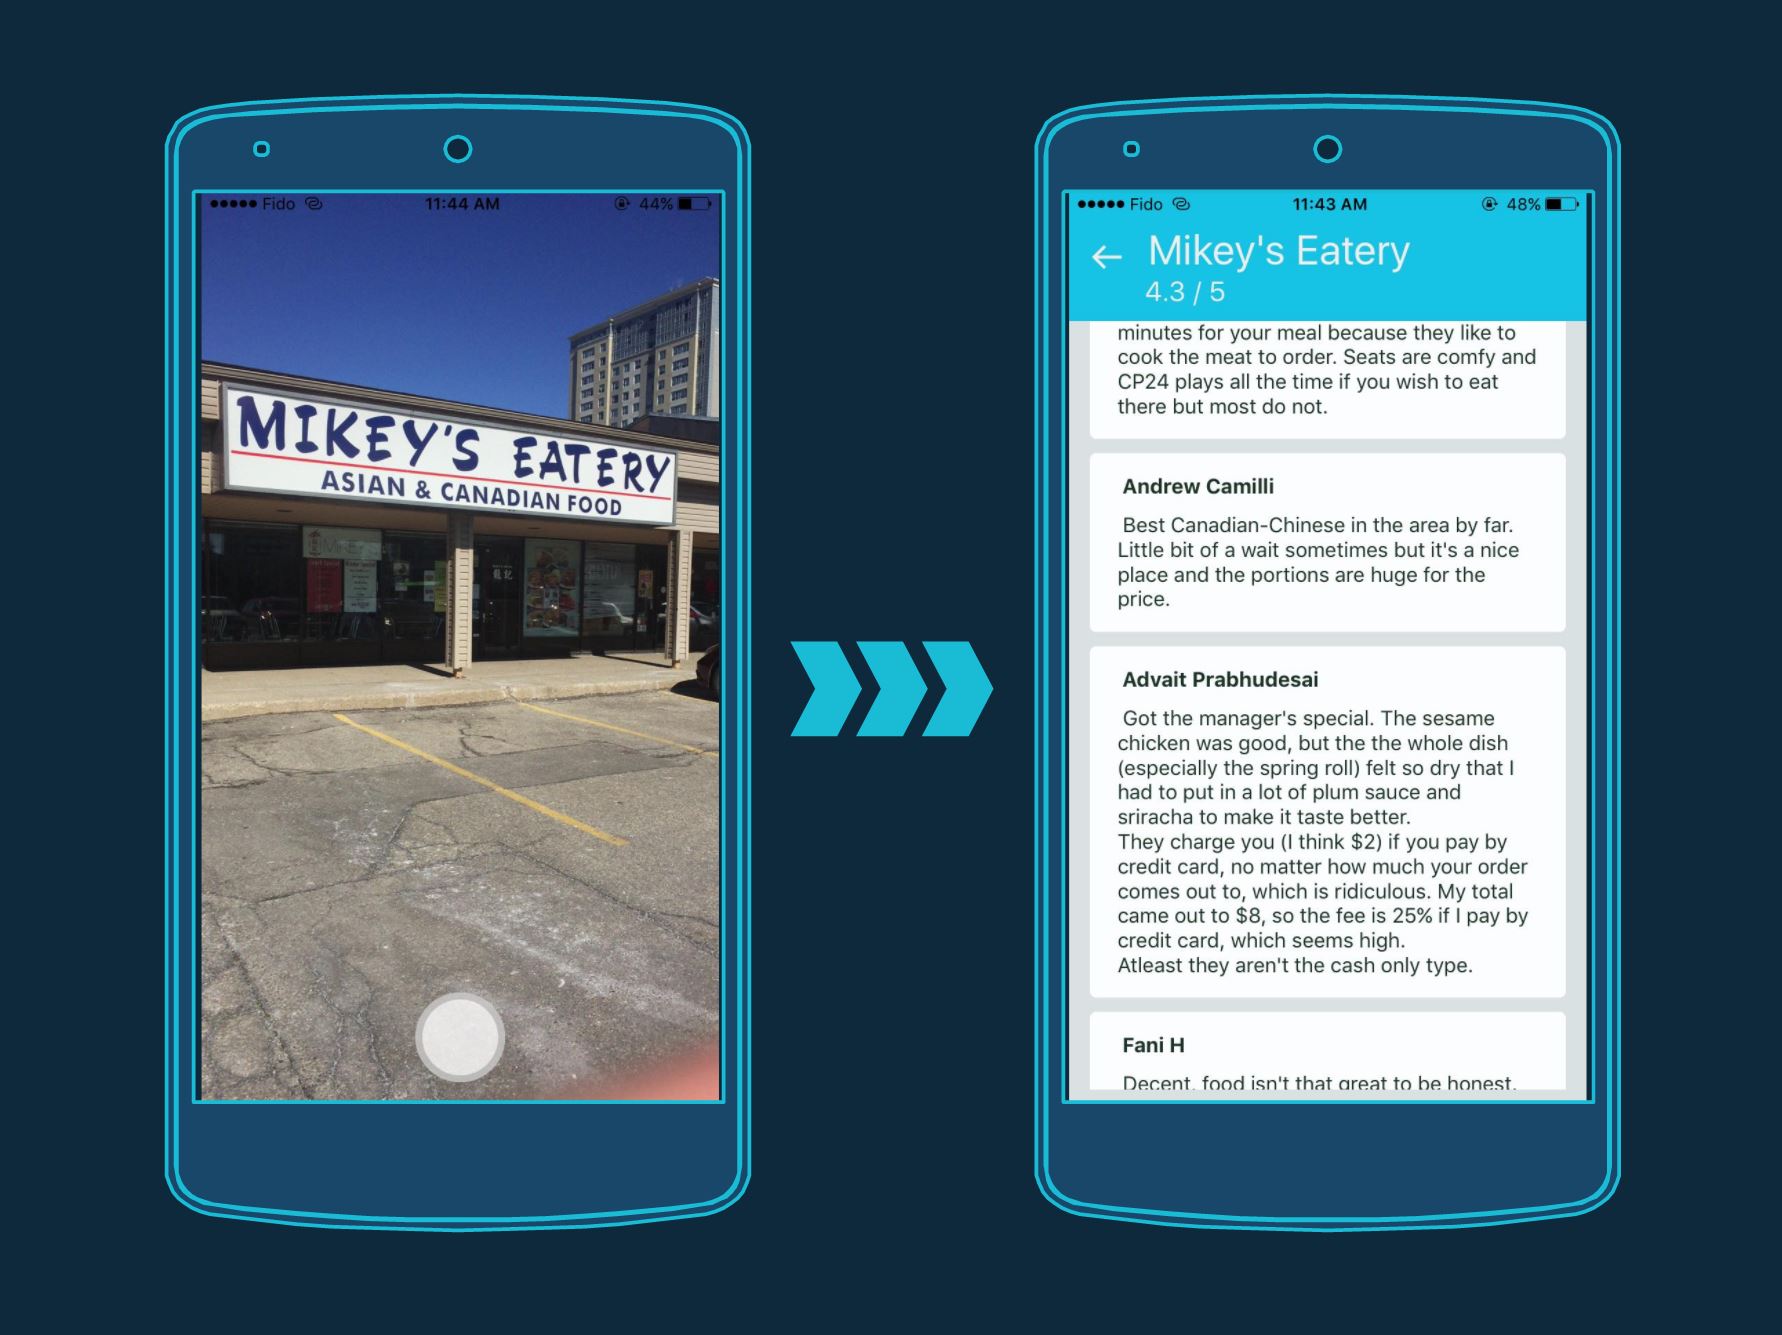 Fido 11:44 AM 44%
MIKEY'S EATERY
ASIAN & CANADIAN FOOD
龍記
Fido 11:43 AM 48%
Mikey's Eatery
4.3 / 5
minutes for your meal because they like to
cook the meat to order. Seats are comfy and
CP24 plays all the time if you wish to eat
there but most do not.
Andrew Camilli
Best Canadian-Chinese in the area by far.
Little bit of a wait sometimes but it's a nice
place and the portions are huge for the
price.
Advait Prabhudesai
Got the manager's special. The sesame
chicken was good, but the the whole dish
(especially the spring roll) felt so dry that I
had to put in a lot of plum sauce and
sriracha to make it taste better.
They charge you (I think $2) if you pay by
credit card, no matter how much your order
comes out to, which is ridiculous. My total
came out to $8, so the fee is 25% if I pay by
credit card, which seems high.
Atleast they aren't the cash only type.
Fani H
Decent, food isn't that great to be honest.